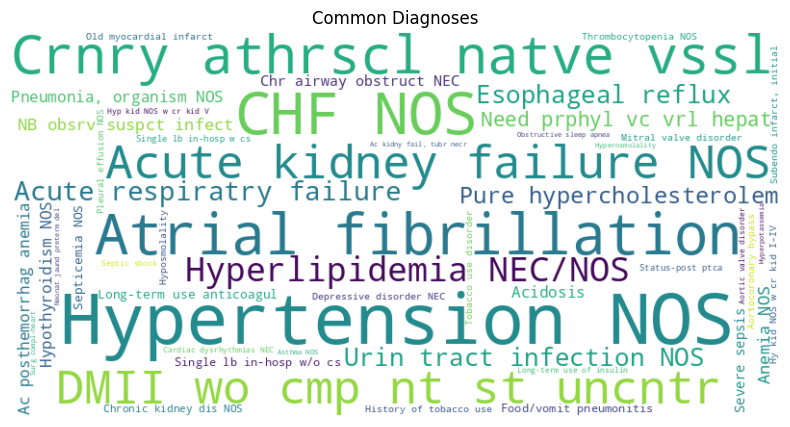 Common Diagnoses
Old myocardial infarct
Thrombocytopenia NOS
Crnry athrscl natve vssl
Chr airway obstruct NEC
Pneumonia, organism NOS
CHF NOS
Esophageal reflux
Hyp kid NOS w cr kid V
NB obsrv suspct infect
Need prphyl vc vrl hepat
Single lb in-hosp w cs
Obstructive sleep apnea
Mitral valve disorder
Ac kidny fail, tubr necr
Hyperosmolality
Subendo infarct, initial
Pleural effusion NOS
Acute kidney failure NOS
Acute respiratry failure
Pure hypercholesterolem
Atrial fibrillation
Ac posthemorrhag anemia
Hypothyroidism NOS
Neonat jaund preterm del
Septicemia NOS
Septic shock
Hyposmolality
Hyperlipidemia NEC/NOS
Tobacco use disorder
Status-post ptca
Aortic valve disorder
Aortocoronary bypass
Hyperpotassemia
Hy kid NOS w cr kid I-IV
Long-term use anticoagul
Depressive disorder NEC
Acidosis
Hypertension NOS
Surg compl-heart
Cardiac dysrhythmias NEC
Asthma NOS
Single lb in-hosp w/o cs
Urin tract infection NOS
Long-term use of insulin
Severe sepsis
Anemia NOS
DMII wo cmp nt st uncntr
Chronic kidney dis NOS
History of tobacco use
Food/vomit pneumonitis